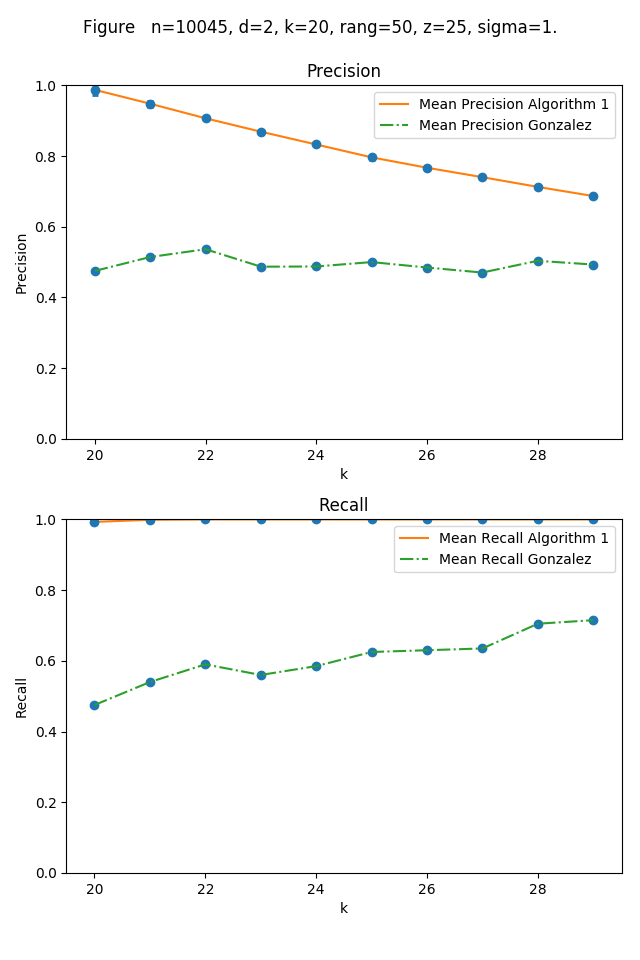 Figure   n=10045, d=2, k=20, rang=50, z=25, sigma=1.
Precision
1.0
0.8
0.6
0.4
0.2
0.0
Precision
Mean Precision Algorithm 1
Mean Precision Gonzalez
20
22
24
26
28
k
Recall
1.0
0.8
0.6
0.4
0.2
0.0
Recall
Mean Recall Algorithm 1
Mean Recall Gonzalez
20
22
24
26
28
k